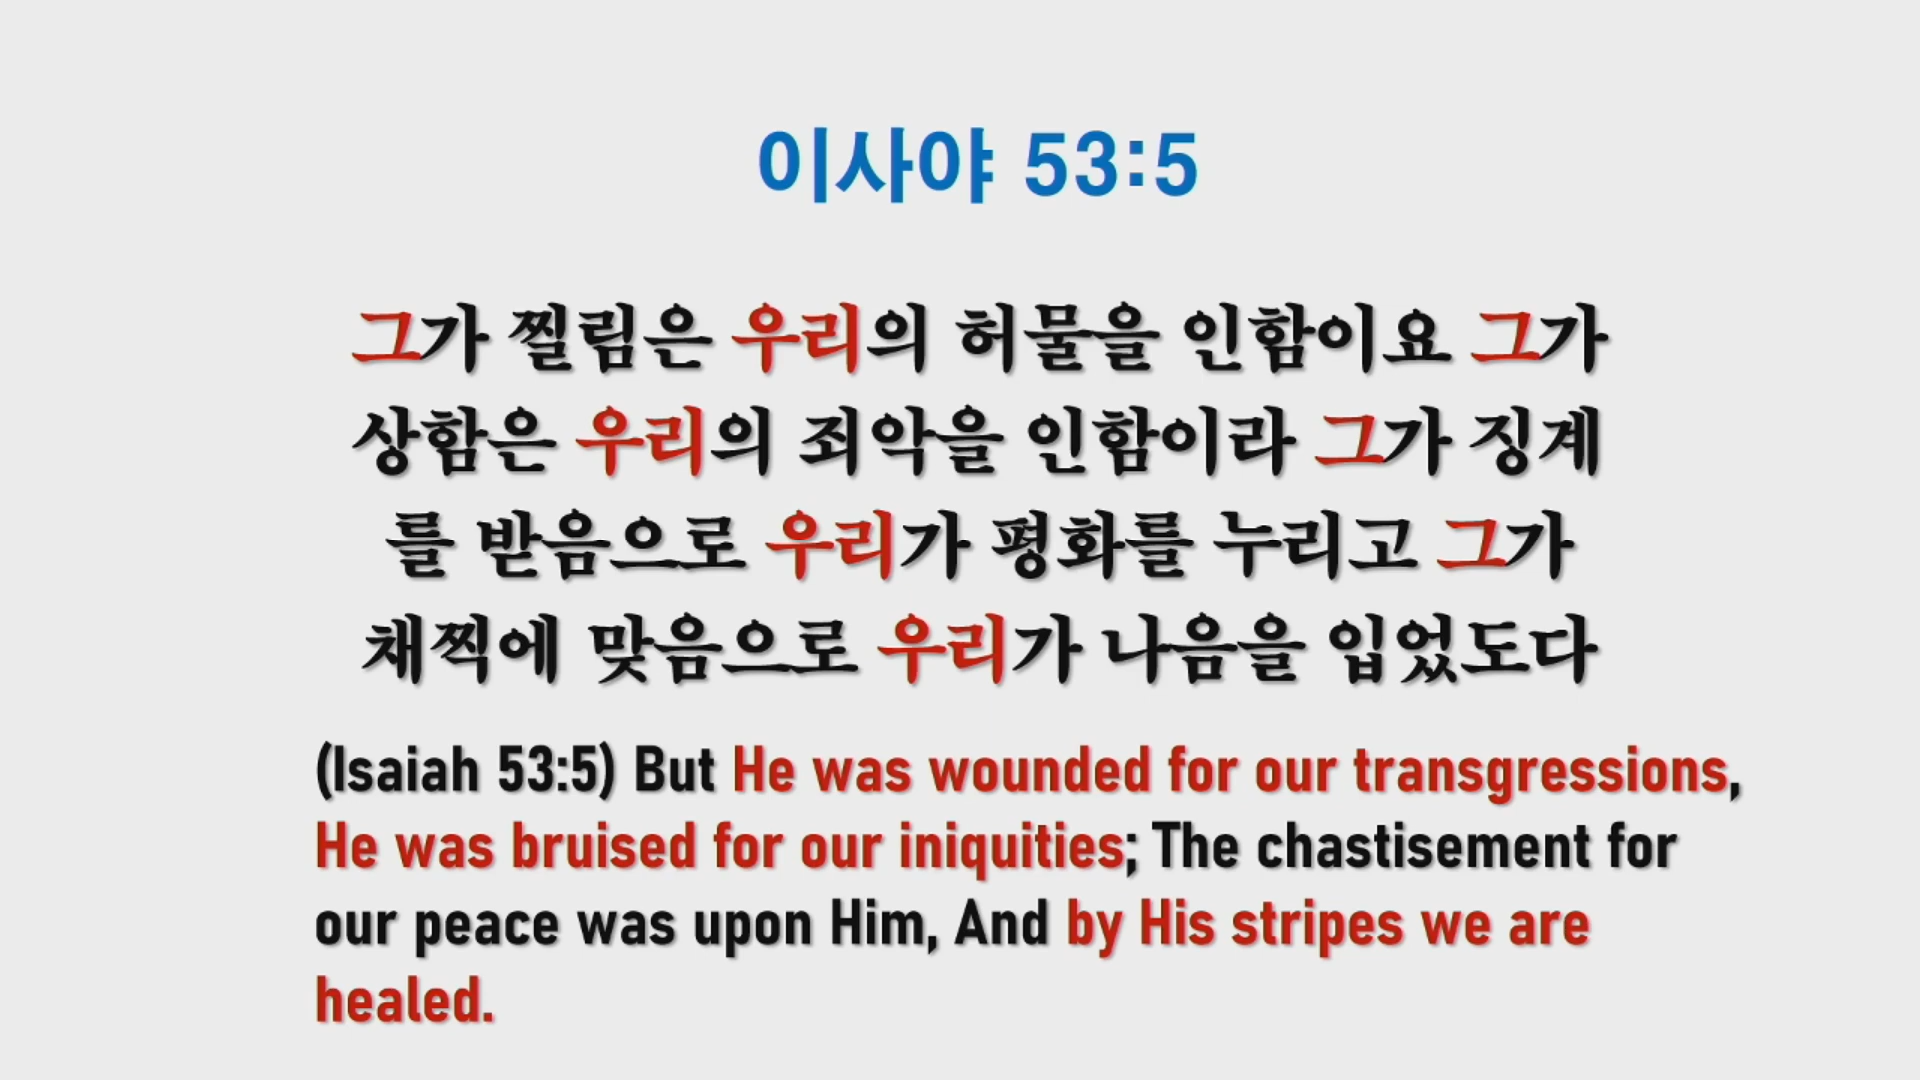 이사야 53:5
그가 찔림은 우리의 허물을 인함이요 그가
상함은 우리의 죄악을 인함이라 그가 징계
를 받음으로 우리가 평화를 누리고 그가
채찍에 맞음으로 우리가 나음을 입었도다
(Isaiah 53:5) But He was wounded for our transgressions,
He was bruised for our iniquities; The chastisement for
our peace was upon Him, And by His stripes we are
healed.